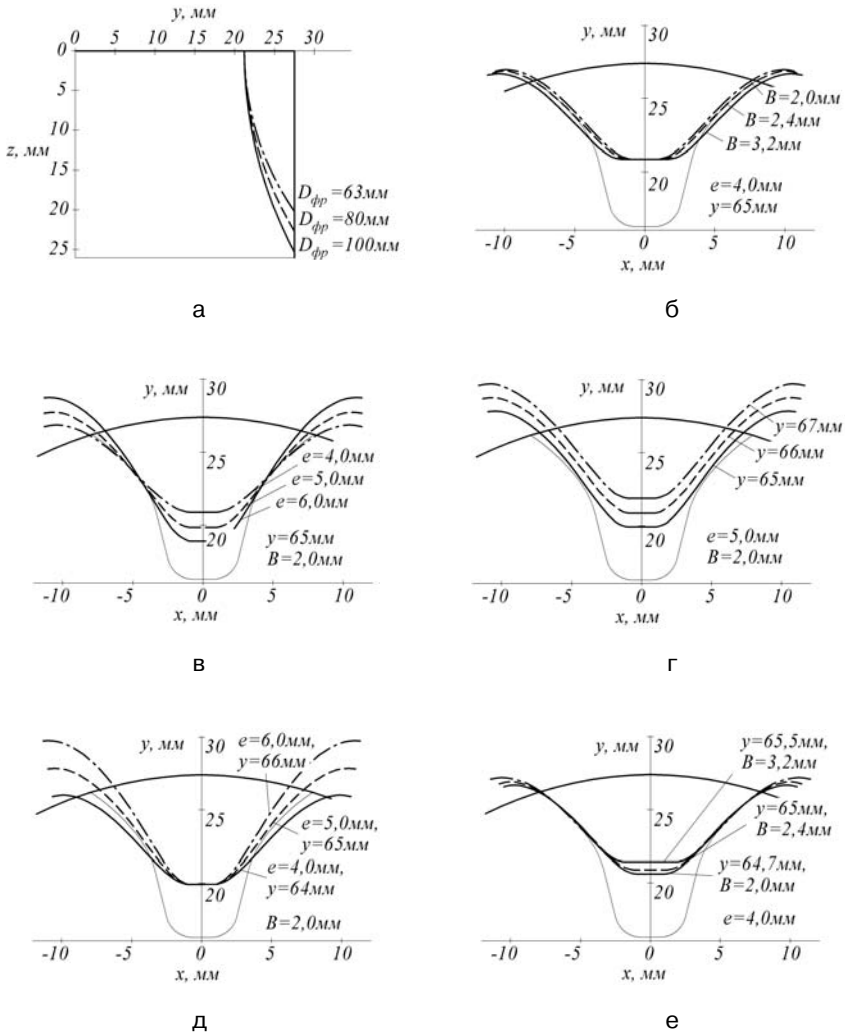 y, мм
0 10 20 30
0
5
10
z, мм
15
20
25
D фр =63мм
D фр =80мм
D фр =100мм
а
y, мм
30
25
20
B=2,0мм
B=2,4мм
B=3,2мм
e=4,0мм
y=65мм
-10 -5 0 5 10
x, мм
б
y, мм
30
25
20
e=4,0мм
e=5,0мм
e=6,0мм
y=65мм
B=2,0мм
-10 -5 0 5 10
x, мм
в
y, мм
30
25
20
y=67мм
y=66мм
y=65мм
e=5,0мм
B=2,0мм
-10 -5 0 5 10
x, мм
г
y, мм
30
25
20
e=6,0мм,
y=66мм
e=5,0мм,
y=65мм
e=4,0мм,
y=64мм
B=2,0мм
-10 -5 0 5 10
x, мм
д
y, мм
30
25
20
y=65,5мм,
B=3,2мм
y=65мм,
B=2,4мм
y=64,7мм,
B=2,0мм
e=4,0мм
-10 -5 0 5 10
x, мм
е